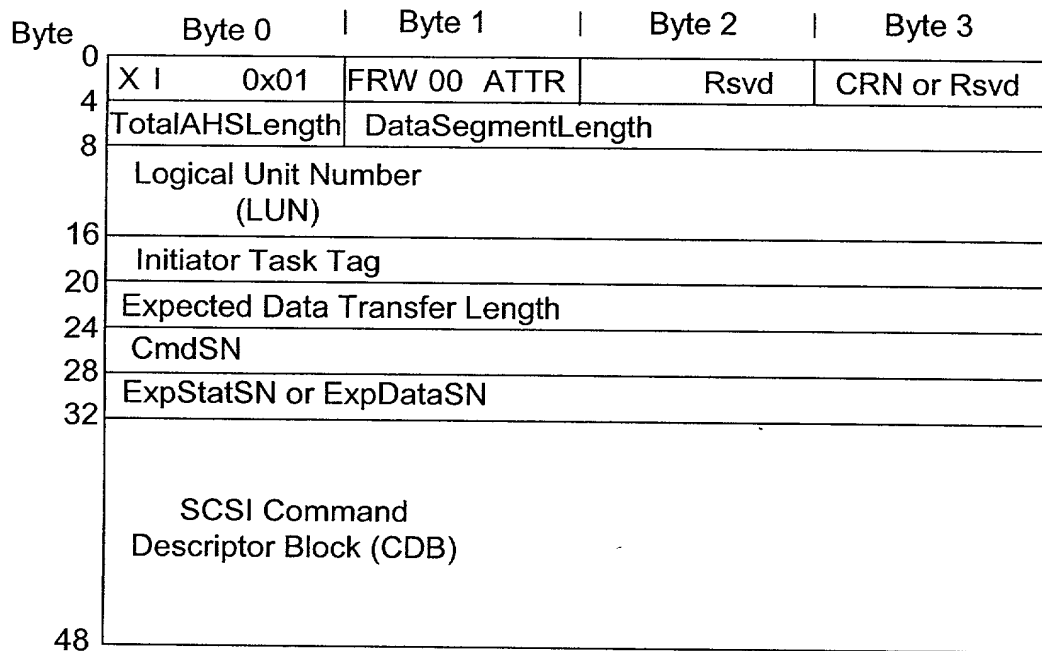 Byte Byte 0 | Byte 1 | Byte 2 | Byte 3
0
X I 0x01 FRW 00 ATTR Rsvd CRN or Rsvd
4
TotalAHSLength DataSegmentLength
8
Logical Unit Number
(LUN)
16
Initiator Task Tag
20
Expected Data Transfer Length
24
CmdSN
28
ExpStatSN or ExpDataSN
32
SCSI Command
Descriptor Block (CDB)
48